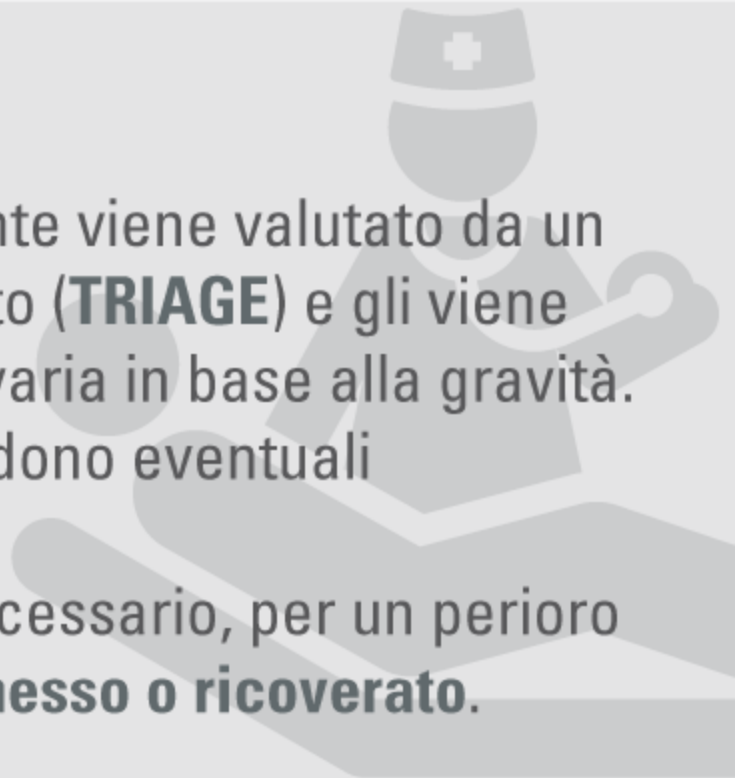 nte viene valutato da un
to (TRIAGE) e gli viene
varia in base alla gravità.
dono eventuali
cessario, per un perioro
nesso o ricoverato.